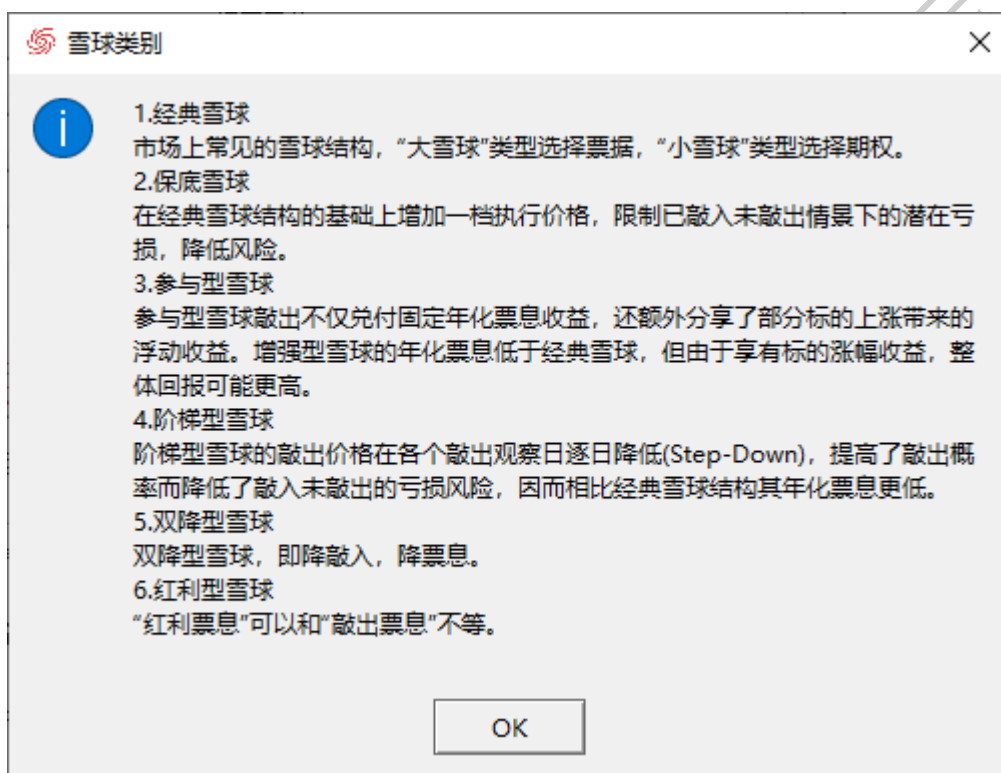 雪球类别
1.经典雪球
市场上常见的雪球结构，“大雪球”类型选择票据，“小雪球”类型选择期权。
2.保底雪球
在经典雪球结构的基础上增加一档执行价格，限制已敲入未敲出情景下的潜在亏
损，降低风险。
3.参与型雪球
参与型雪球敲出不仅兑付固定年化票息收益，还额外分享了部分标的上涨带来的
浮动收益。增强型雪球的年化票息低于经典雪球，但由于享有标的涨幅收益，整
体回报可能更高。
4.阶梯型雪球
阶梯型雪球的敲出价格在各个敲出观察日逐日降低(Step-Down)，提高了敲出概
率而降低了敲入未敲出的亏损风险，因而相比经典雪球结构其年化票息更低。
5.双降型雪球
双降型雪球，即降敲入，降票息。
6.红利型雪球
“红利票息”可以和“敲出票息”不等。
OK